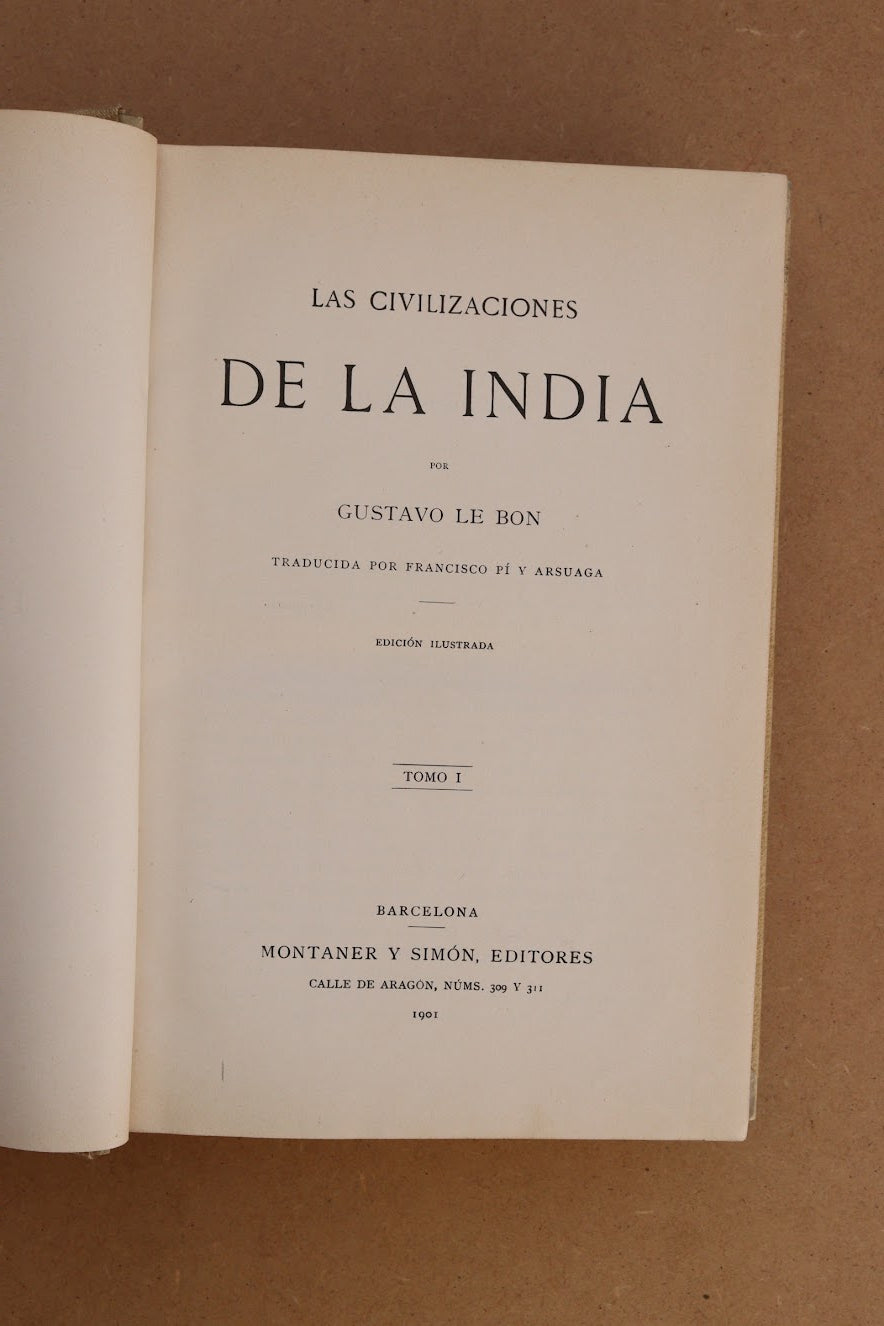 LAS CIVILIZACIONES
DE LA INDIA
POR
GUSTAVO LE BON
TRADUCIDA POR FRANCISCO PÍ Y ARSUAGA
EDICIÓN ILUSTRADA
TOMO I
BARCELONA
MONTANER Y SIMÓN, EDITORES
CALLE DE ARAGÓN, NÚMS. 309 Y 311
1901